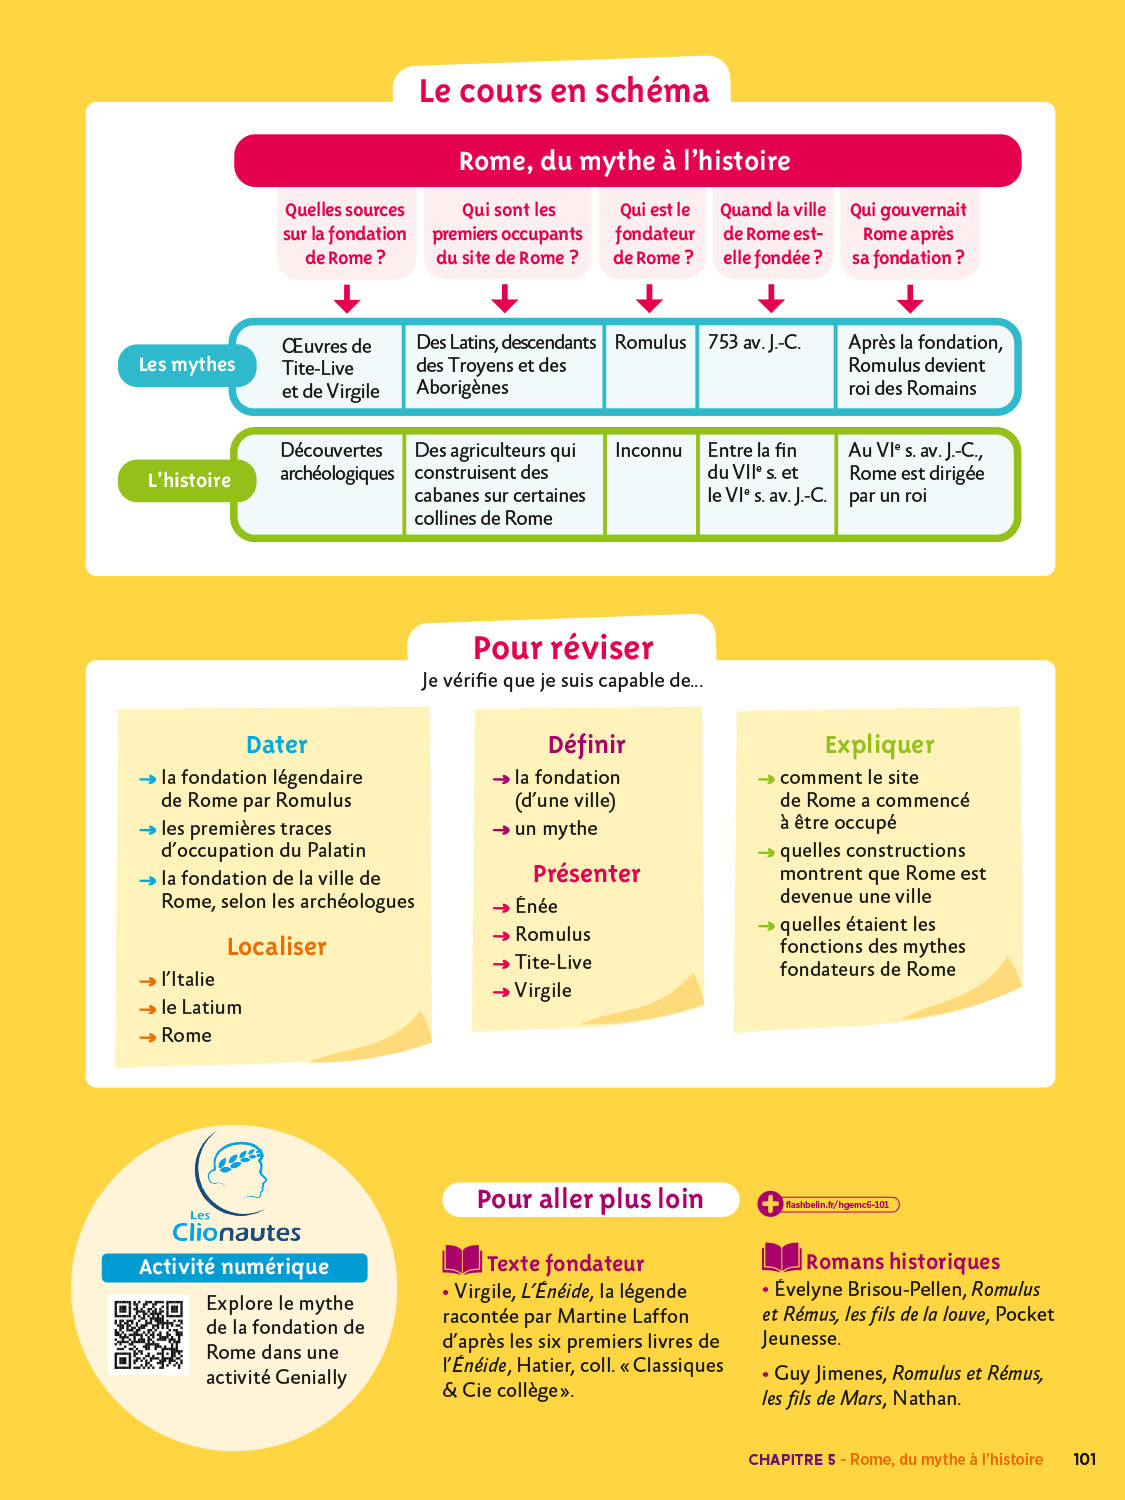 Le cours en schéma
Rome, du mythe à l'histoire
Quelles sources
sur la fondation
de Rome ?
Qui sont les
premiers occupants
du site de Rome ?
Qui est le
fondateur
de Rome ?
Quand la ville
de Rome est-
elle fondée ?
Qui gouvernait
Rome après
sa fondation ?
Les mythes
Œuvres de
Tite-Live
et de Virgile
Des Latins, descendants
des Troyens et des
Aborigènes
Romulus
753 av. J.-C.
Après la fondation,
Romulus devient
roi des Romains
L'histoire
Découvertes
archéologiques
Des agriculteurs qui
construisent des
cabanes sur certaines
collines de Rome
Inconnu
Entre la fin
du VIIe s. et
le VIe s. av. J.-C.
Au VIe s. av. J.-C.,
Rome est dirigée
par un roi
Pour réviser
Je vérifie que je suis capable de...
Dater
→ la fondation légendaire
de Rome par Romulus
→ les premières traces
d'occupation du Palatin
→ la fondation de la ville de
Rome, selon les archéologues
Localiser
→ l'Italie
→ le Latium
→ Rome
Définir
→ la fondation
(d'une ville)
→ un mythe
Présenter
→ Énée
→ Romulus
→ Tite-Live
→ Virgile
Expliquer
→ comment le site
de Rome a commencé
à être occupé
→ quelles constructions
montrent que Rome est
devenue une ville
→ quelles étaient les
fonctions des mythes
fondateurs de Rome
Les
Clionautes
Activité numérique
Explore le mythe
de la fondation de
Rome dans une
activité Genially
Pour aller plus loin
flashbelin.fr/hgemc6-101
Texte fondateur
• Virgile, L'Énéide, la légende
racontée par Martine Laffon
d'après les six premiers livres de
l'Énéide, Hatier, coll. « Classiques
& Cie collège ».
Romans historiques
• Évelyne Brisou-Pellen, Romulus
et Rémus, les fils de la louve, Pocket
Jeunesse.
• Guy Jimenes, Romulus et Rémus,
les fils de Mars, Nathan.
CHAPITRE 5 - Rome, du mythe à l'histoire 101